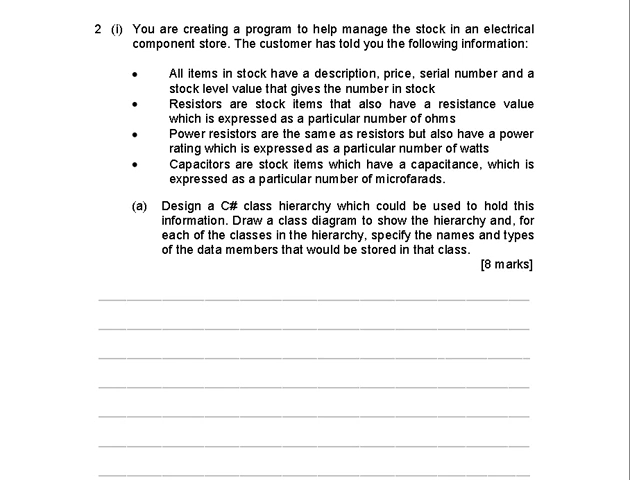 2 (i) You are creating a program to help manage the stock in an electrical
component store. The customer has told you the following information:
• All items in stock have a description, price, serial number and a
stock level value that gives the number in stock
• Resistors are stock items that also have a resistance value
which is expressed as a particular number of ohms
• Power resistors are the same as resistors but also have a power
rating which is expressed as a particular number of watts
• Capacitors are stock items which have a capacitance, which is
expressed as a particular number of microfarads.
(a) Design a C# class hierarchy which could be used to hold this
information. Draw a class diagram to show the hierarchy and, for
each of the classes in the hierarchy, specify the names and types
of the data members that would be stored in that class.
[8 marks]